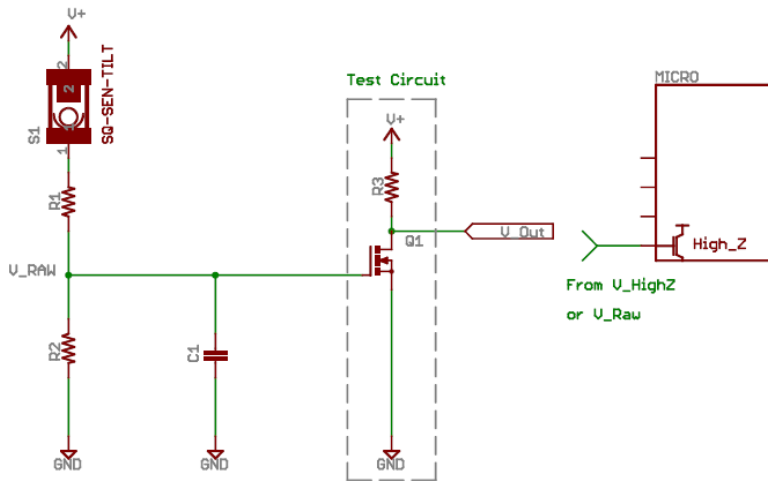 V+
2
2
1
S1
1
SQ-SEN-TILT
R1
V_RAW
R2
GND
C1
GND
Test Circuit
V+
R3
Q1
V_Out
GND
MICRO
High_Z
From V_HighZ
or V_Raw